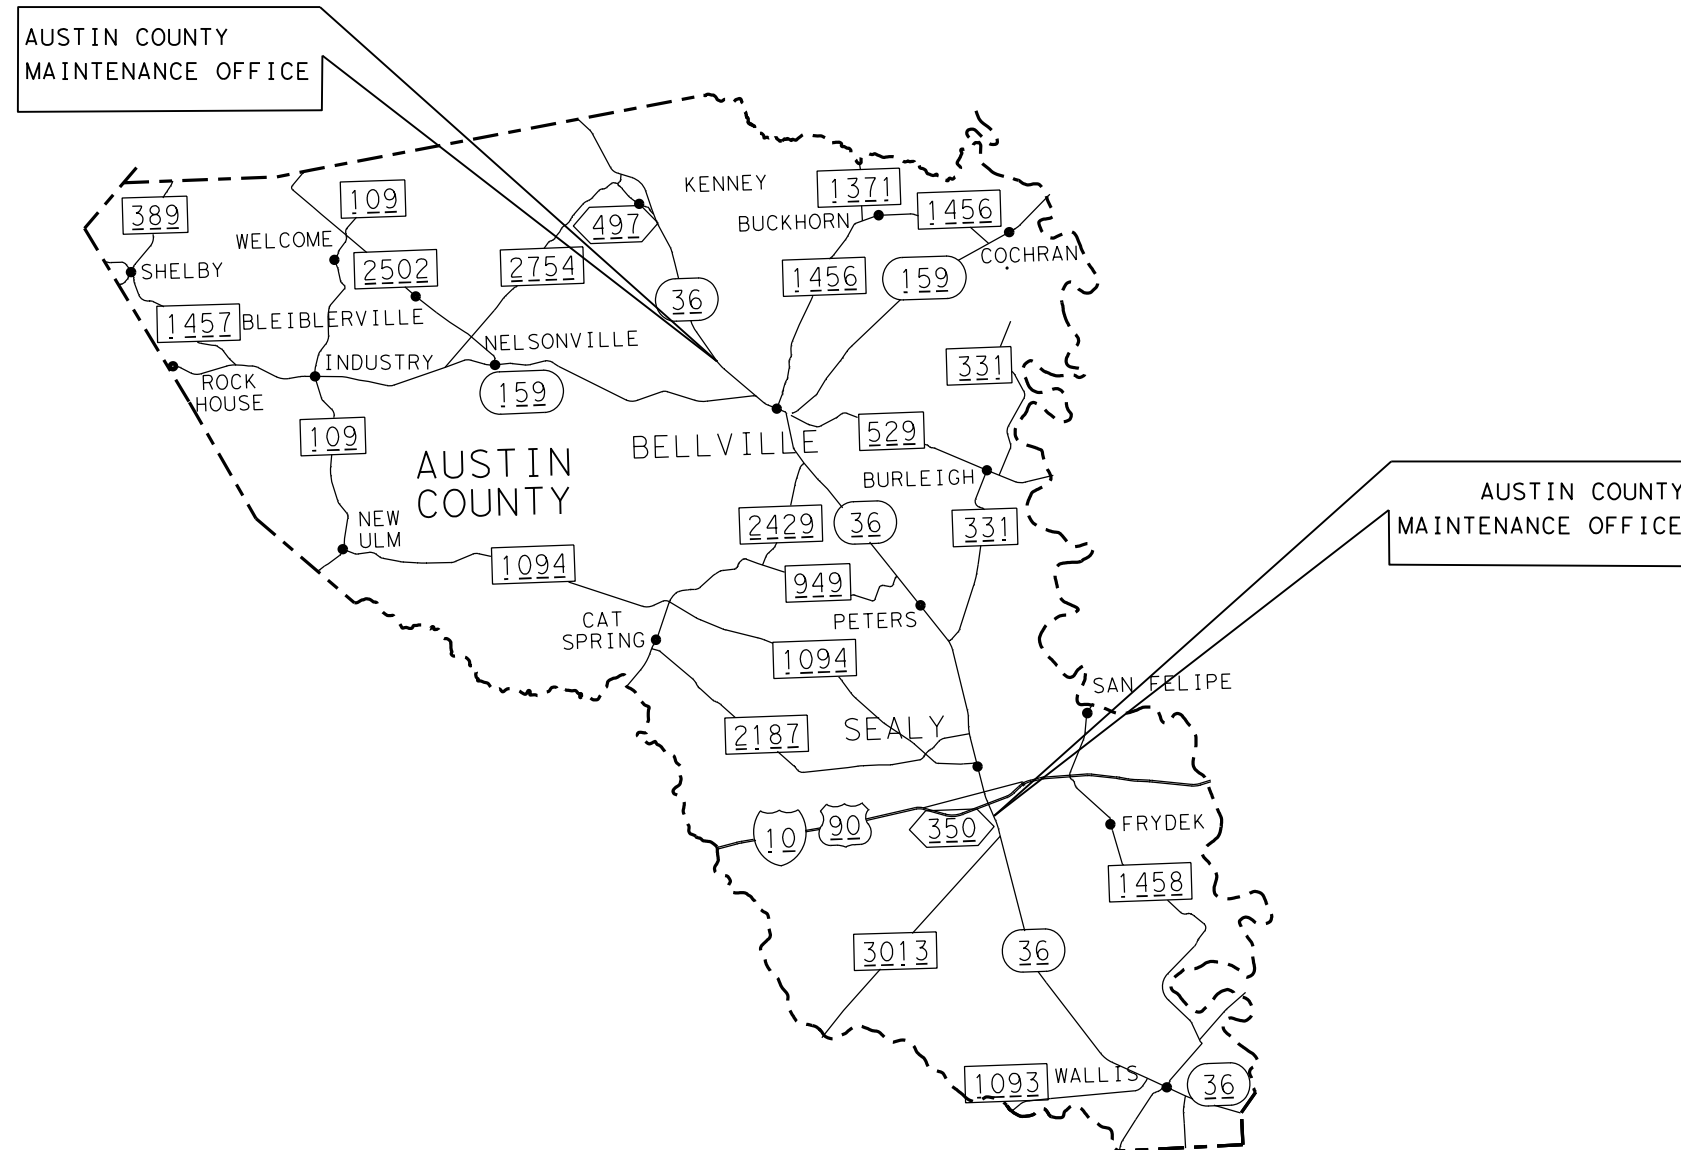 AUSTIN COUNTY
MAINTENANCE OFFICE
KENNEY
1371
389
109
497
BUCKHORN
1456
WELCOME
COCHRAN
SHELBY
2502
2754
1456
159
36
1457
BLEIBLERVILLE
NELSONVILLE
INDUSTRY
331
ROCK
HOUSE
159
109
BELLVILLE
529
AUSTIN
COUNTY
BURLEIGH
AUSTIN COUNTY
MAINTENANCE OFFICE
NEW
ULM
2429
36
331
1094
949
CAT
SPRING
PETERS
1094
SAN FELIPE
2187
SEALY
10
90
350
FRYDEK
1458
3013
36
1093
WALLIS
36